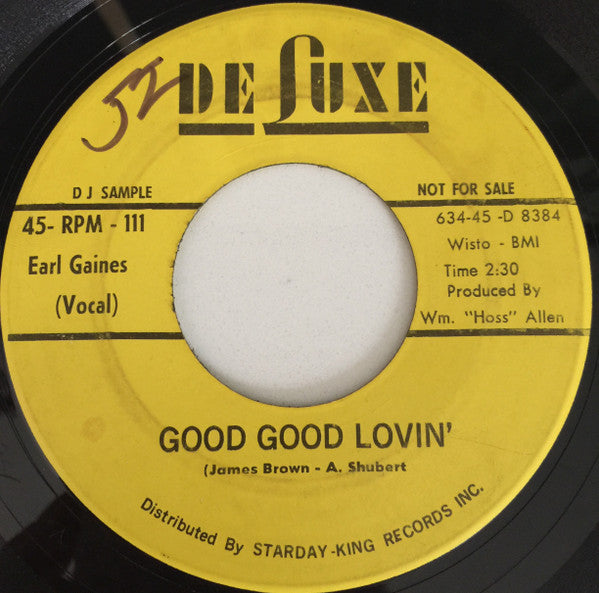 52
DE LUXE
D J SAMPLE
NOT FOR SALE
45- RPM - 111
634-45 -D 8384
Earl Gaines
Wisto - BMI
(Vocal)
Time 2:30
Produced By
Wm. "Hoss" Allen
GOOD GOOD LOVIN'
(James Brown - A. Shubert
Distributed By STARDAY-KING RECORDS INC.